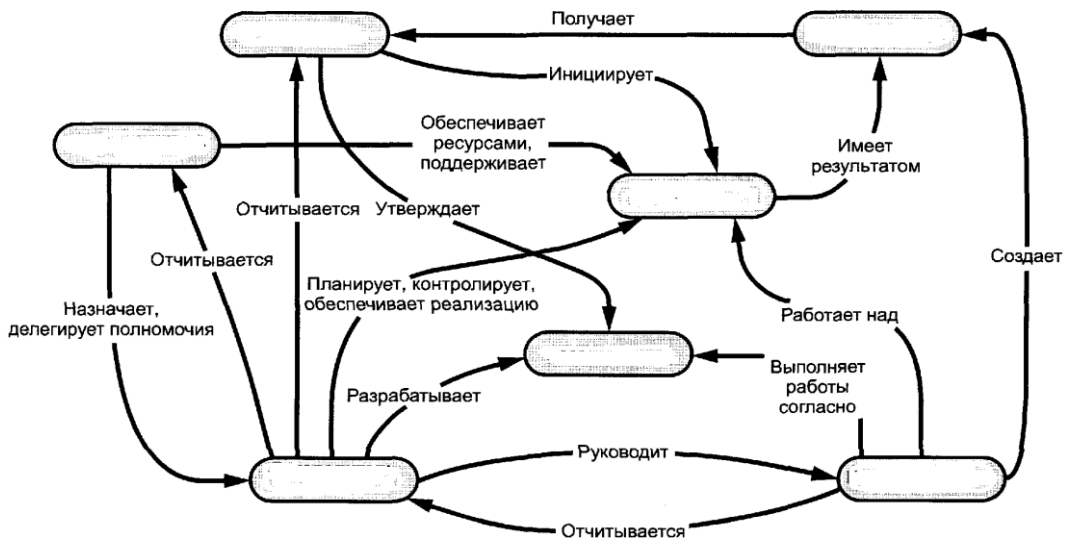 Получает
Инициирует
Обеспечивает
ресурсами,
поддерживает
Имеет
результатом
Отчитывается
Утверждает
Отчитывается
Создает
Планирует, контролирует,
обеспечивает реализацию
Назначает,
делегирует полномочия
Работает над
Выполняет
работы
согласно
Разрабатывает
Руководит
Отчитывается